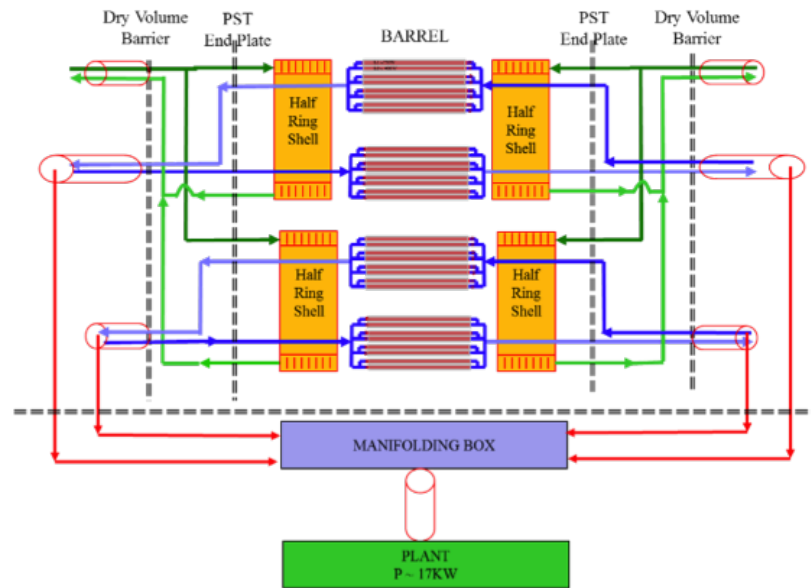 Dry Volume
Barrier
PST
End Plate
BARREL
PST
End Plate
Dry Volume
Barrier
Half
Ring
Shell
Half
Ring
Shell
Half
Ring
Shell
Half
Ring
Shell
MANIFOLDING BOX
PLANT
P ~ 17KW